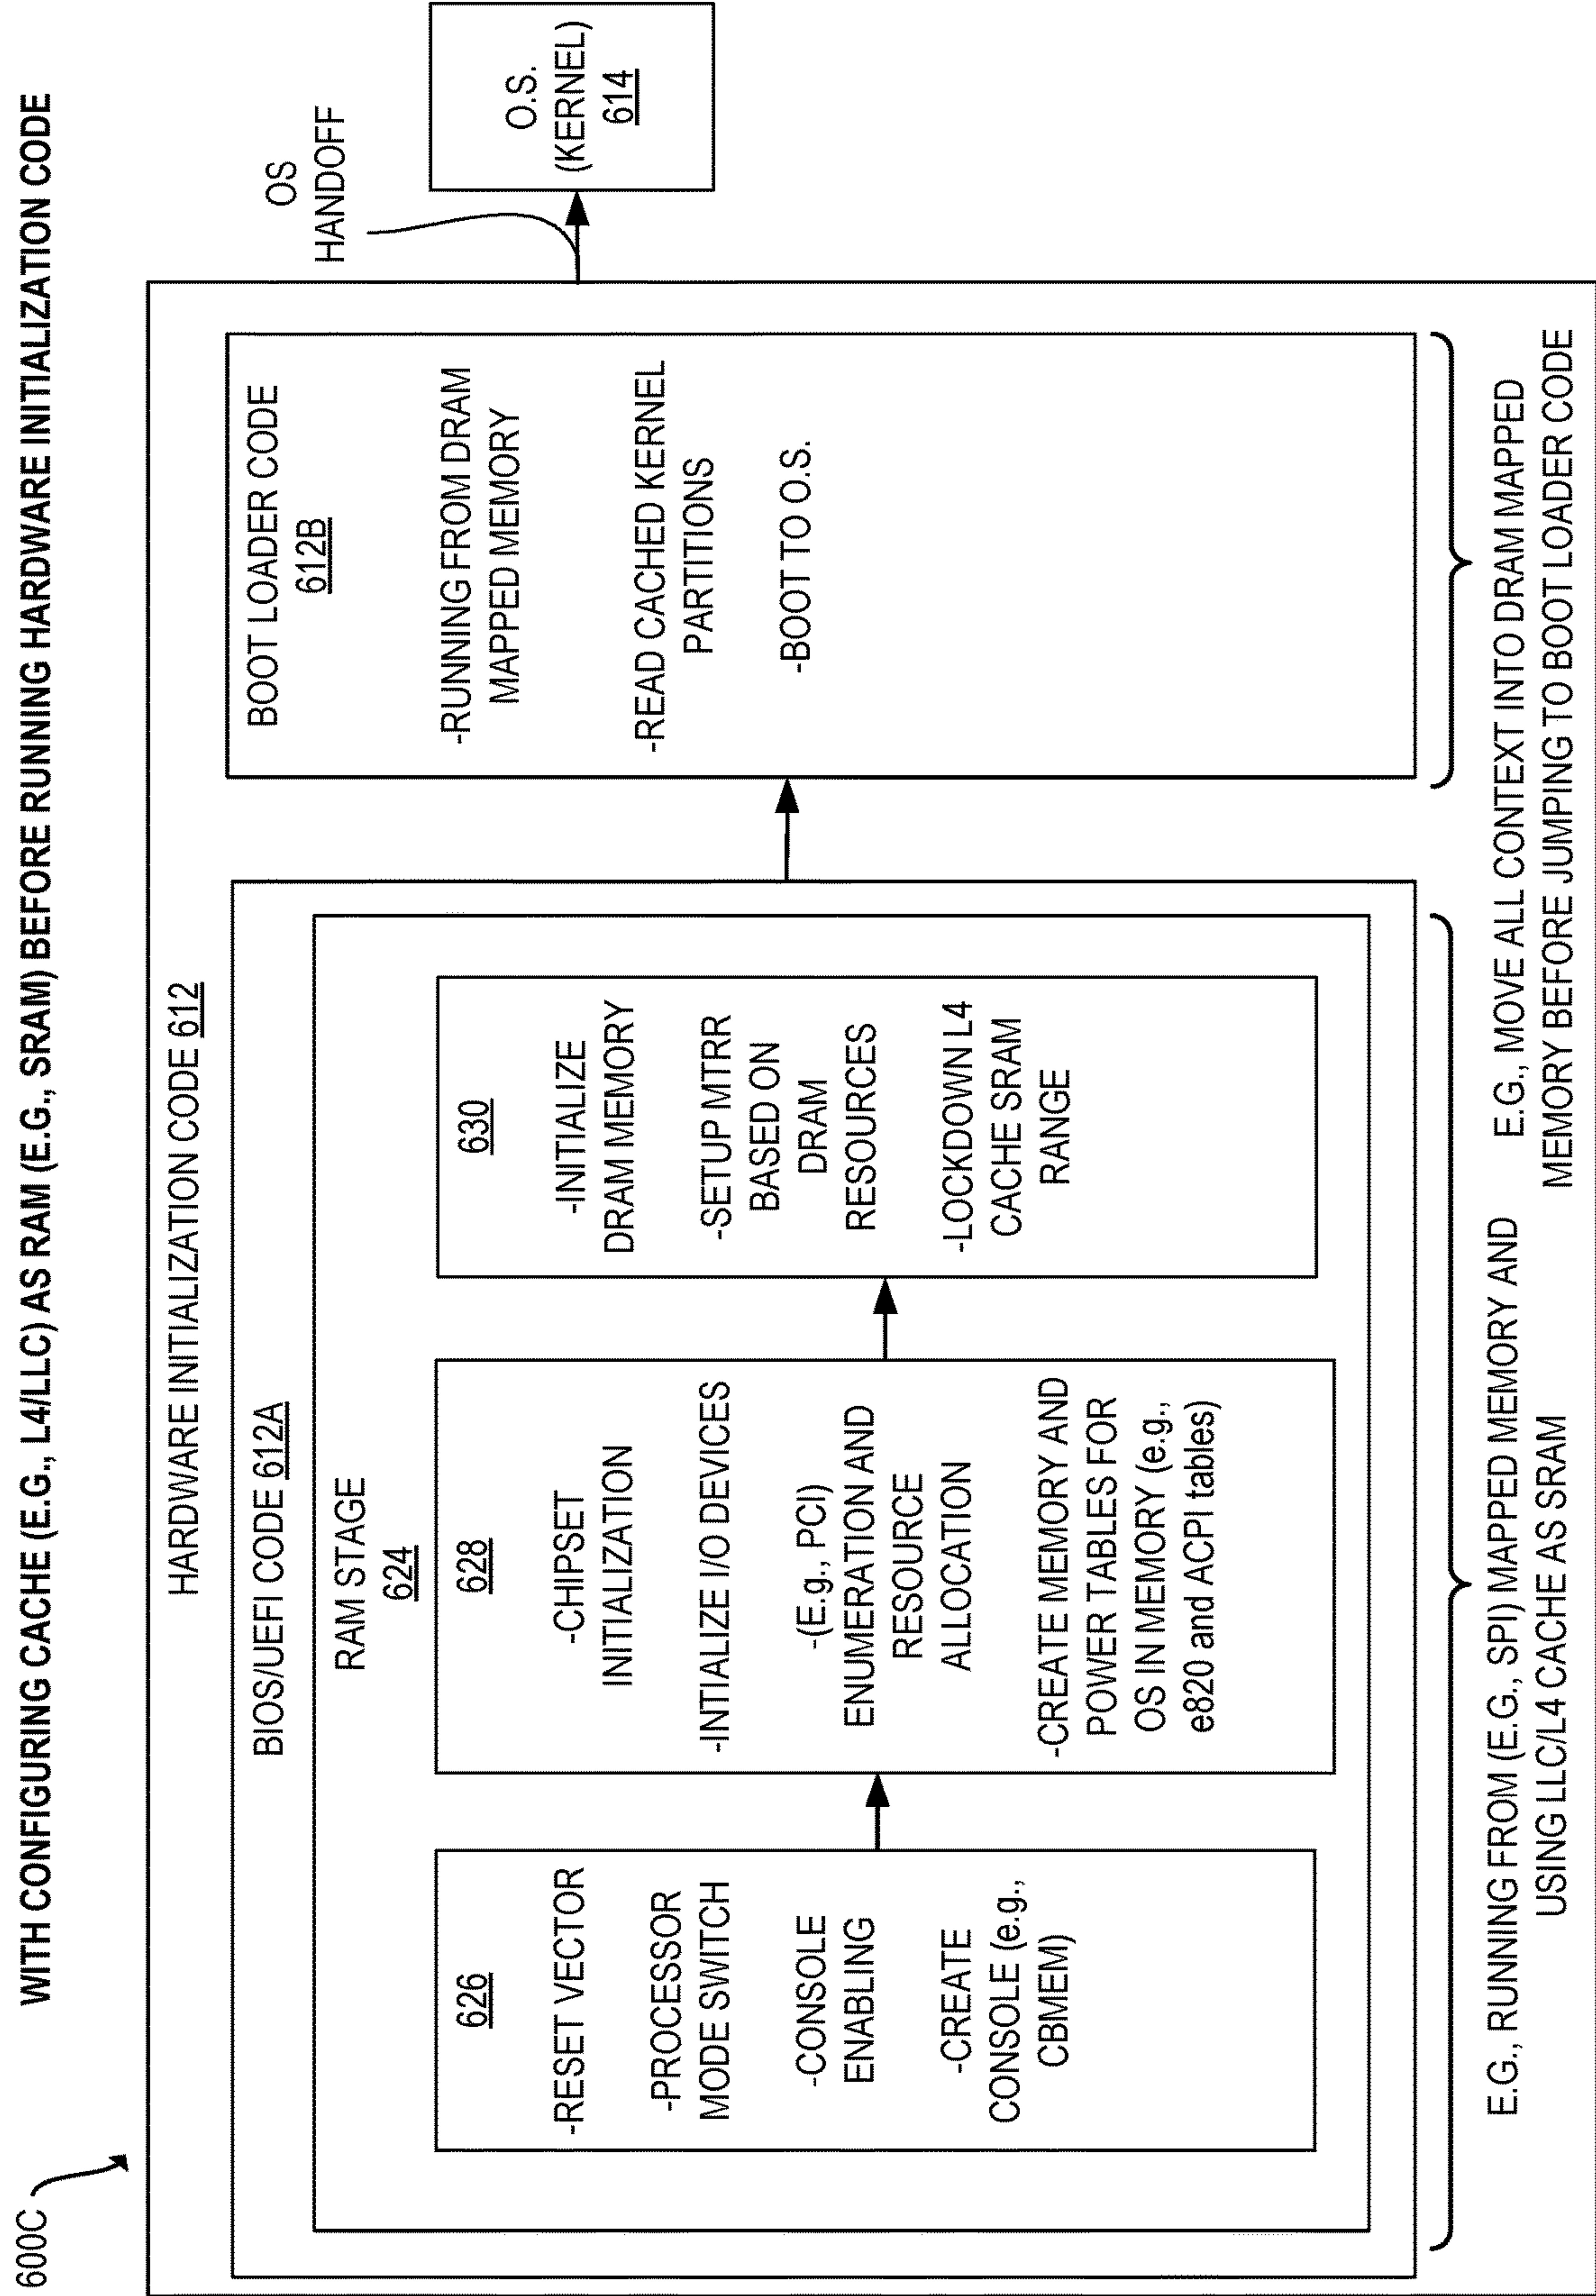 600C
WITH CONFIGURING CACHE (E.G., L4/LLC) AS RAM (E.G., SRAM) BEFORE RUNNING HARDWARE INITIALIZATION CODE
HARDWARE INITIALIZATION CODE 612
BIOS/UEFI CODE 612A
RAM STAGE
624
626
-RESET VECTOR
-PROCESSOR
MODE SWITCH
-CONSOLE
ENABLING
-CREATE
CONSOLE (e.g.,
CBMEM)
628
-CHIPSET
INITIALIZATION
-INTIALIZE I/O DEVICES
-(E.g., PCI)
ENUMERATION AND
RESOURCE
ALLOCATION
-CREATE MEMORY AND
POWER TABLES FOR
OS IN MEMORY (e.g.,
e820 and ACPI tables)
630
-INITIALIZE
DRAM MEMORY
-SETUP MTRR
BASED ON
DRAM
RESOURCES
-LOCKDOWN L4
CACHE SRAM
RANGE
BOOT LOADER CODE
612B
-RUNNING FROM DRAM
MAPPED MEMORY
-READ CACHED KERNEL
PARTITIONS
-BOOT TO O.S.
OS
HANDOFF
O.S.
(KERNEL)
614
E.G., RUNNING FROM (E.G., SPI) MAPPED MEMORY AND
USING LLC/L4 CACHE AS SRAM
E.G., MOVE ALL CONTEXT INTO DRAM MAPPED
MEMORY BEFORE JUMPING TO BOOT LOADER CODE